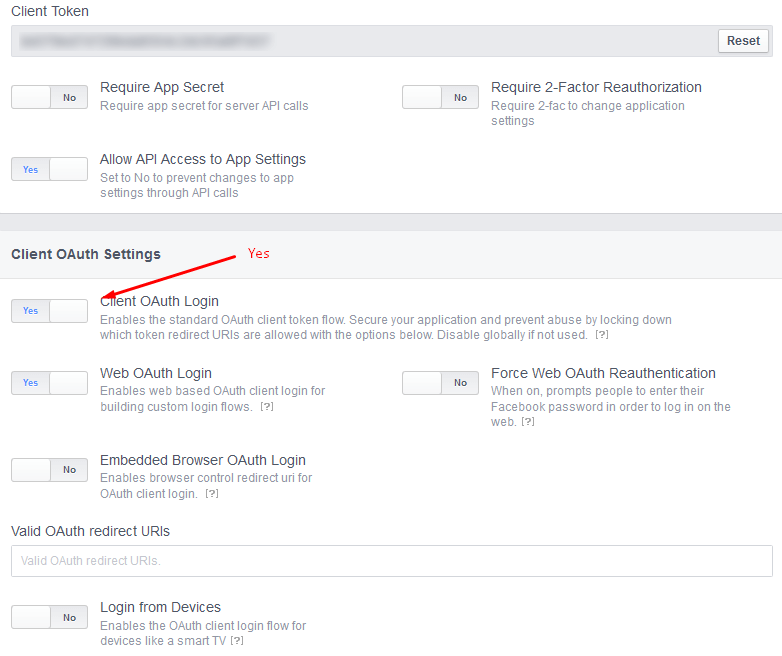 Client Token
Reset
No
Require App Secret
Require app secret for server API calls
No
Require 2-Factor Reauthorization
Require 2-fac to change application
settings
Yes
Allow API Access to App Settings
Set to No to prevent changes to app
settings through API calls
Client OAuth Settings
Yes
Yes
Client OAuth Login
Enables the standard OAuth client token flow. Secure your application and prevent abuse by locking down
which token redirect URIs are allowed with the options below. Disable globally if not used. [?]
Yes
Web OAuth Login
Enables web based OAuth client login for
building custom login flows. [?]
No
Force Web OAuth Reauthentication
When on, prompts people to enter their
Facebook password in order to log in on the
web. [?]
No
Embedded Browser OAuth Login
Enables browser control redirect uri for
OAuth client login. [?]
Valid OAuth redirect URIs
Valid OAuth redirect URIs.
No
Login from Devices
Enables the OAuth client login flow for
devices like a smart TV [?]